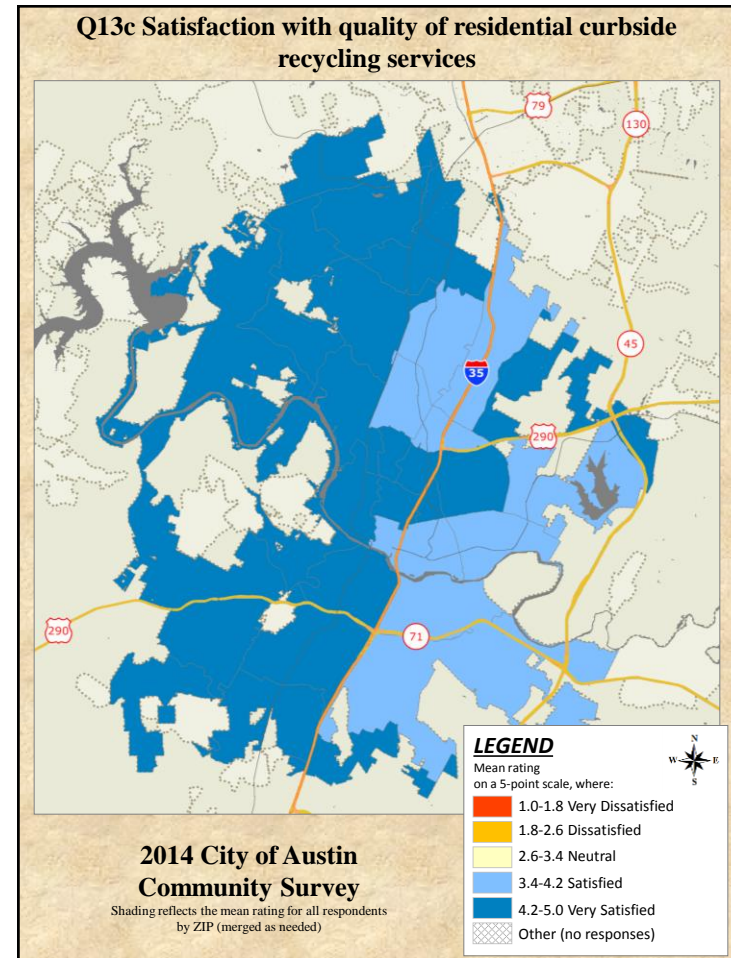 Q13c Satisfaction with quality of residential curbside
recycling services
79
130
45
35
290
290
71
LEGEND
Mean rating
on a 5-point scale, where:
1.0-1.8 Very Dissatisfied
1.8-2.6 Dissatisfied
2.6-3.4 Neutral
3.4-4.2 Satisfied
4.2-5.0 Very Satisfied
Other (no responses)
N
W E
S
2014 City of Austin
Community Survey
Shading reflects the mean rating for all respondents
by ZIP (merged as needed)